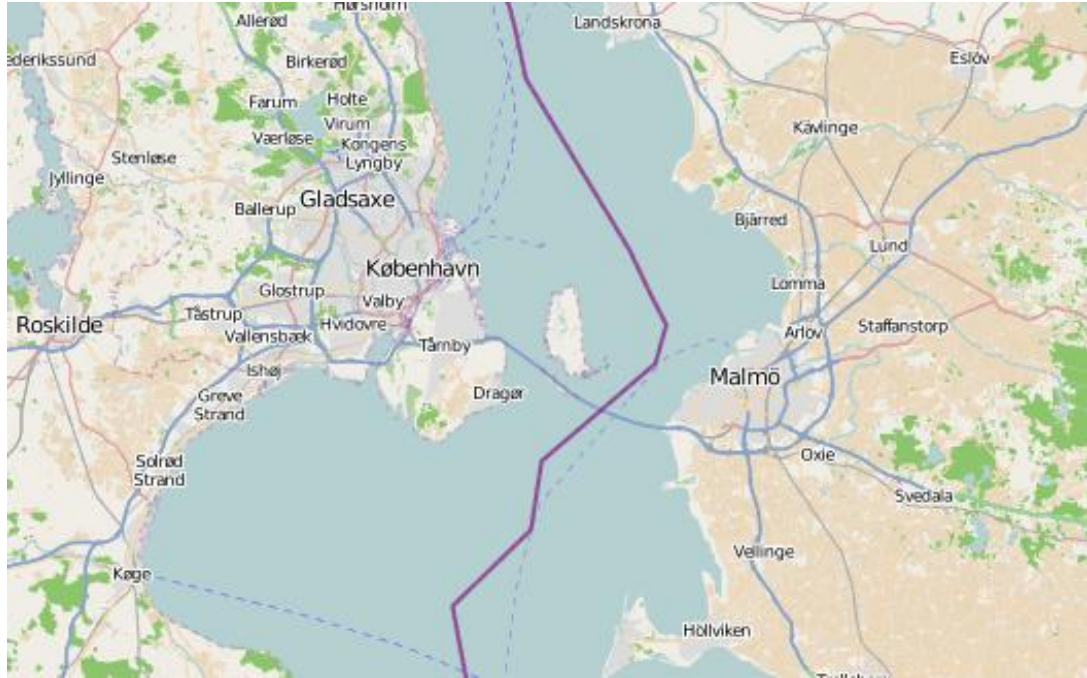 Hørsholm
Allerød
Landskrona
Birkerød
Eslöv
ederikssund
Holte
Farum
Virum
Kävlinge
Værløse
Kongens
Lyngby
Stenløse
Jyllinge
Gladsaxe
Ballerup
Bjärred
Lund
København
Lomma
Glostrup
Valby
Tåstrup
Roskilde
Hvidovre
Staffanstorp
Arlöv
Vallensbæk
Tårnby
Ishøj
Malmö
Dragør
Greve
Strand
Oxie
Solrød
Strand
Svedala
Vellinge
Køge
Höllviken